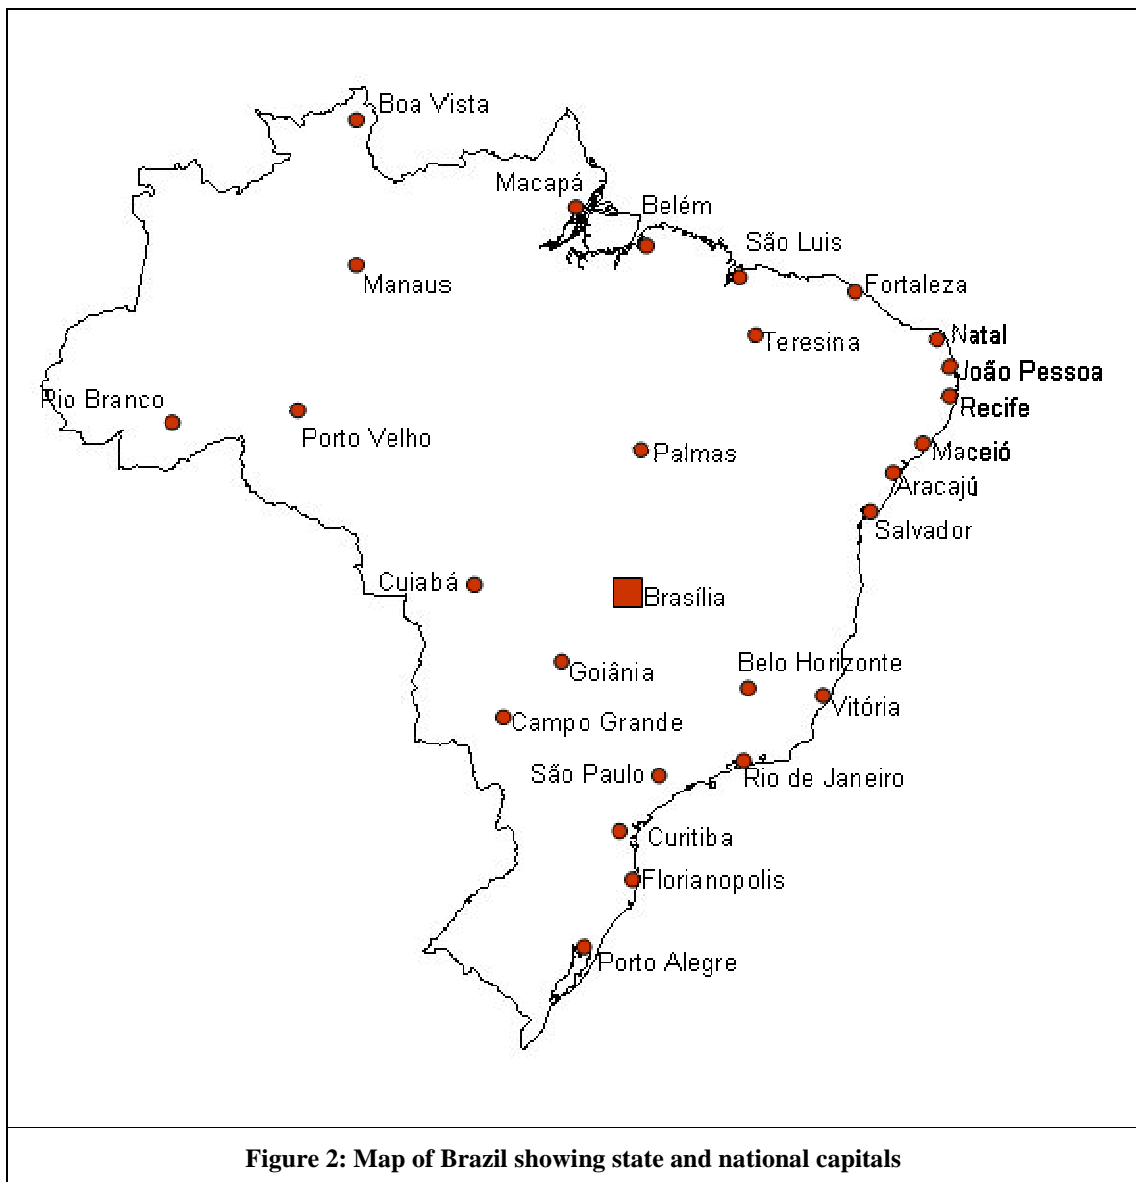 Boa Vista
Macapá
Belém
São Luis
Manaus
Fortaleza
Teresina
Natal
João Pessoa
Rio Branco
Recife
Porto Velho
Palmas
Maceió
Aracajú
Salvador
Cuiabá
Brasília
Belo Horizonte
Goiânia
Vitória
Campo Grande
São Paulo
Rio de Janeiro
Curitiba
Florianopolis
Porto Alegre
Figure 2: Map of Brazil showing state and national capitals